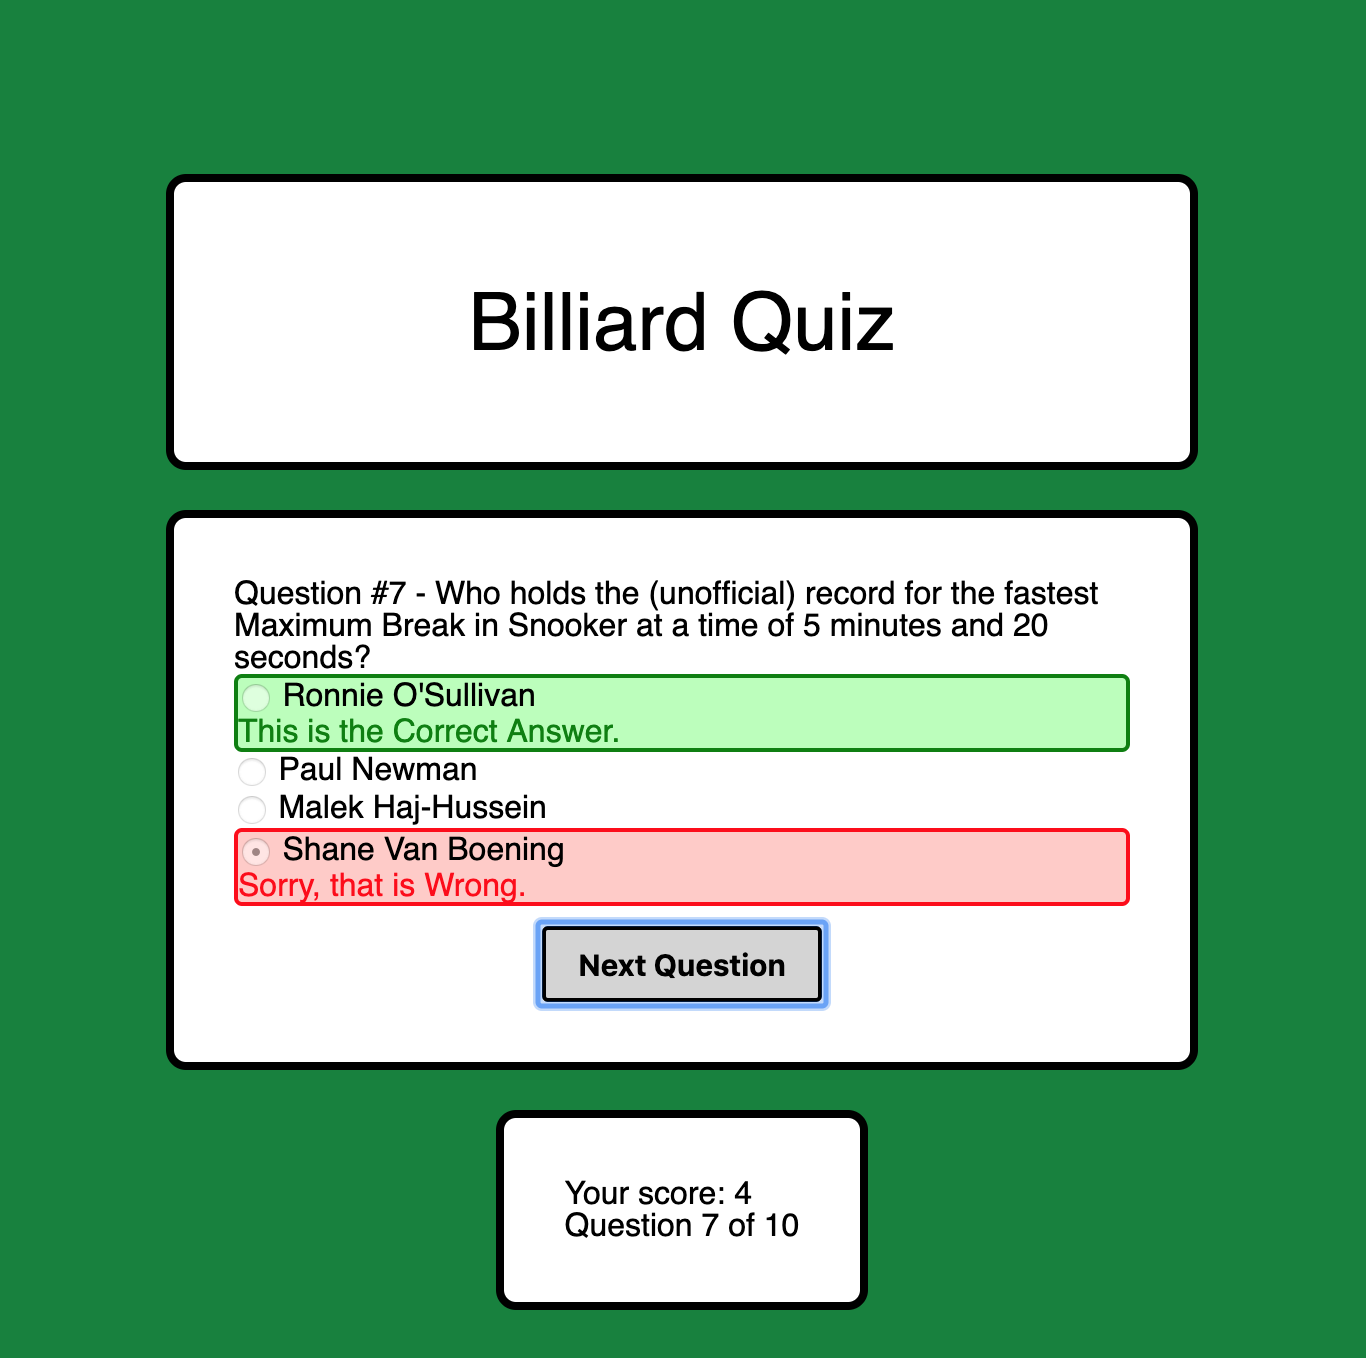 Billiard Quiz
Question #7 - Who holds the (unofficial) record for the fastest
Maximum Break in Snooker at a time of 5 minutes and 20
seconds?
Ronnie O'Sullivan
This is the Correct Answer.
Paul Newman
Malek Haj-Hussein
Shane Van Boening
Sorry, that is Wrong.
Next Question
Your score: 4
Question 7 of 10